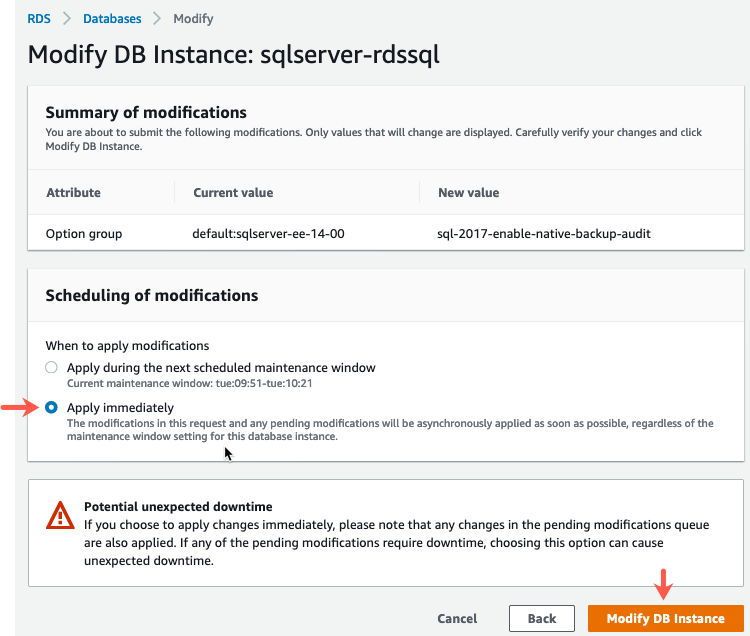 RDS > Databases > Modify
Modify DB Instance: sqlserver-rdssql
Summary of modifications
You are about to submit the following modifications. Only values that will change are displayed. Carefully verify your changes and click
Modify DB Instance.
Attribute Current value New value
Option group default:sqlserver-ee-14-00 sql-2017-enable-native-backup-audit
Scheduling of modifications
When to apply modifications
Apply during the next scheduled maintenance window
Current maintenance window: tue:09:51-tue:10:21
Apply immediately
The modifications in this request and any pending modifications will be asynchronously applied as soon as possible, regardless of the
maintenance window setting for this database instance.
Potential unexpected downtime
If you choose to apply changes immediately, please note that any changes in the pending modifications queue
are also applied. If any of the pending modifications require downtime, choosing this option can cause
unexpected downtime.
Cancel Back Modify DB Instance